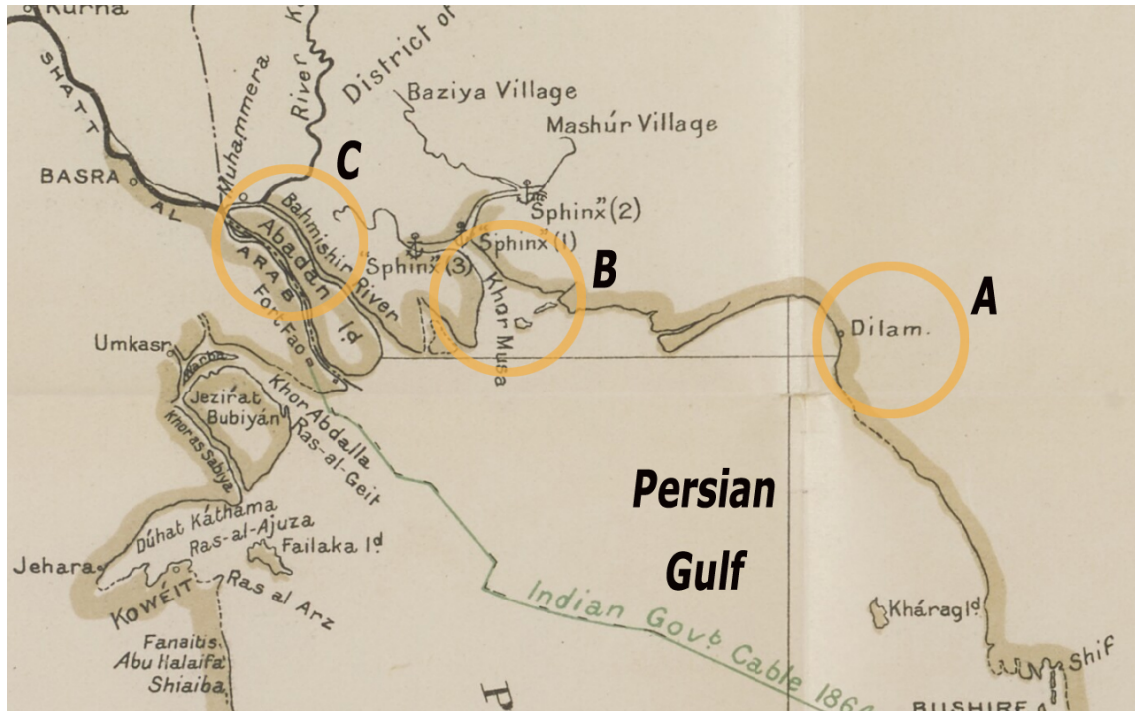 Kurna
SHATT
AL
ARAB
BASRA
Muhammera
River
District of
Baziya Village
Mashúr Village
C
"Sphinx" (2)
"Sphinx" (1)
"Sphinx" (3)
B
A
Bahmishir River
Abadan
Id.
Fort Fao
Khor Musa
Dilam.
Umkasr
Warba
Jezirat
Bubiyán
Khor Abdalla
Ras-al-Geit
Khor as Sabiya
Persian
Gulf
Dúhat Káthama
Ras-al-Ajuza
Failaka Id.
Jehara
KOWÉIT
Ras al Arz
Fanaitis.
Abu Halaifa
Shiaiba
Indian Govt. Cable 1864
Khárag Id.
Shif
BUSHIRE
P